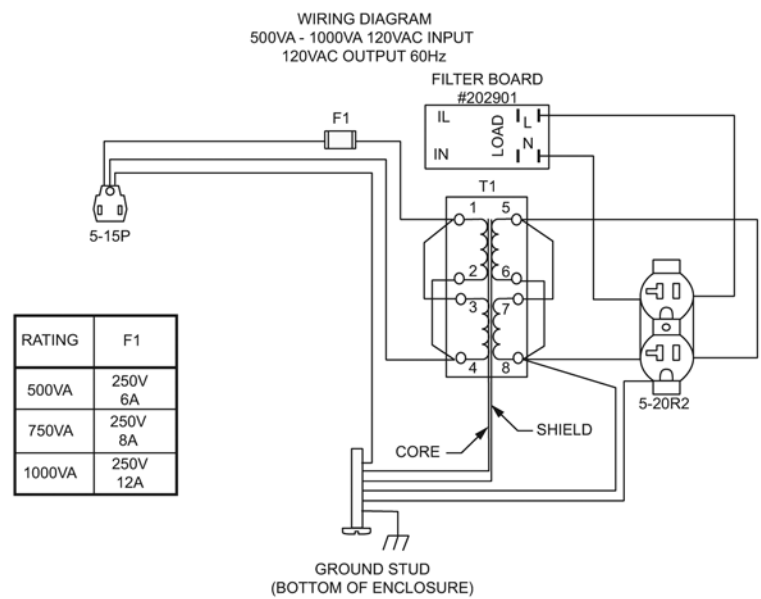 WIRING DIAGRAM
500VA - 1000VA 120VAC INPUT
120VAC OUTPUT 60Hz
FILTER BOARD
#202901
IL
LOAD
L
IN
N
F1
5-15P
T1
1
5
2
6
3
7
4
8
RATING F1
500VA 250V
6A
750VA 250V
8A
1000VA 250V
12A
5-20R2
SHIELD
CORE
GROUND STUD
(BOTTOM OF ENCLOSURE)